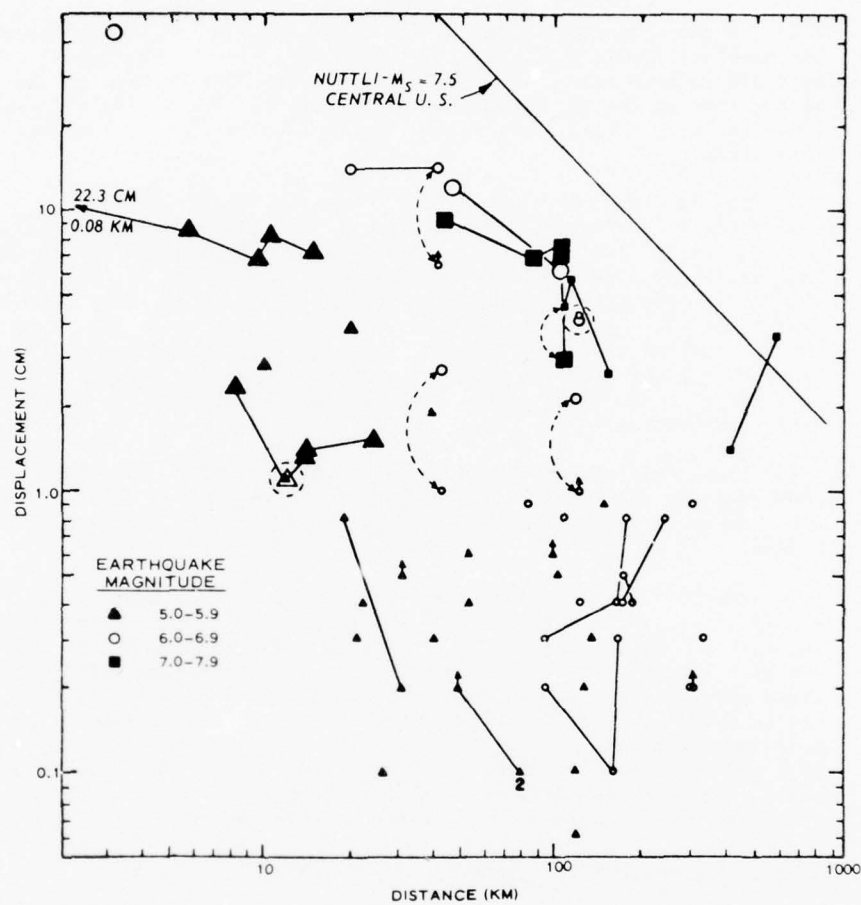 NUTTLI-MS = 7.5
CENTRAL U. S.
22.3 CM
0.08 KM
10
1.0
0.1
DISPLACEMENT (CM)
EARTHQUAKE
MAGNITUDE
5.0-5.9
6.0-6.9
7.0-7.9
2
10
100
1000
DISTANCE (KM)